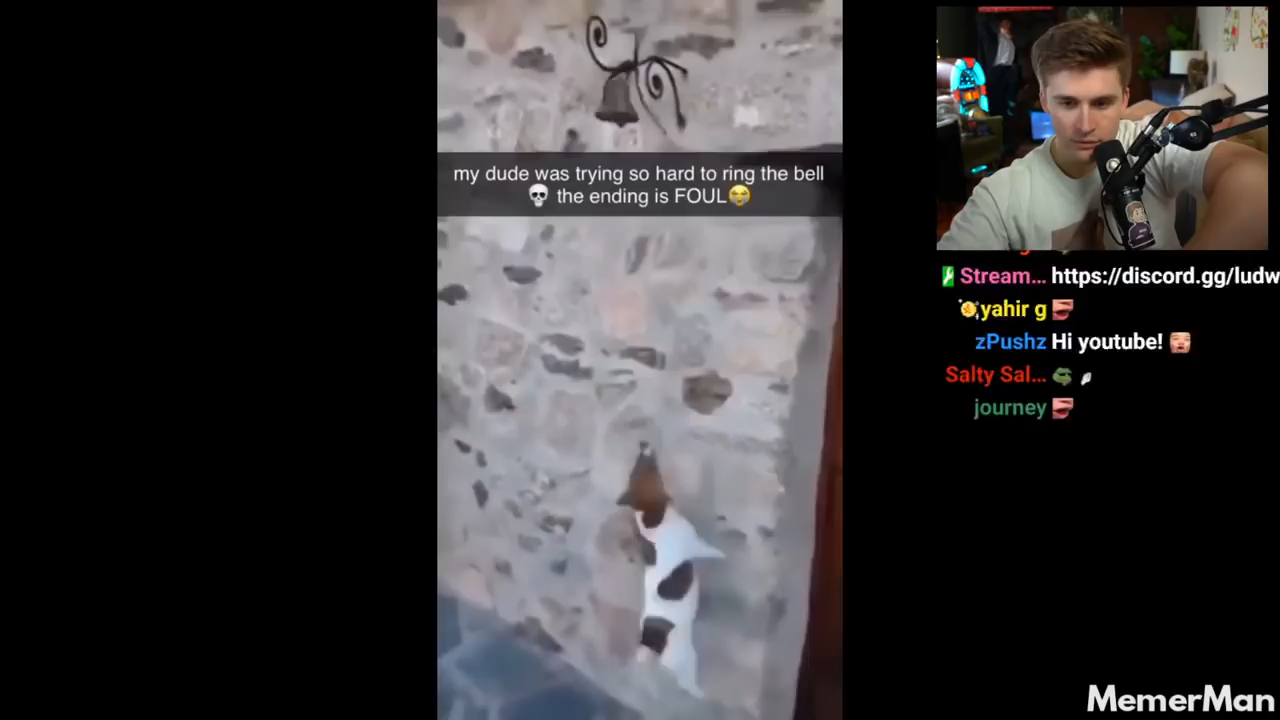 my dude was trying so hard to ring the bell
💀 the ending is FOUL😭
Stream... https://discord.gg/ludw
yahir g
zPushz Hi youtube!
Salty Sal...
journey
MemerMan